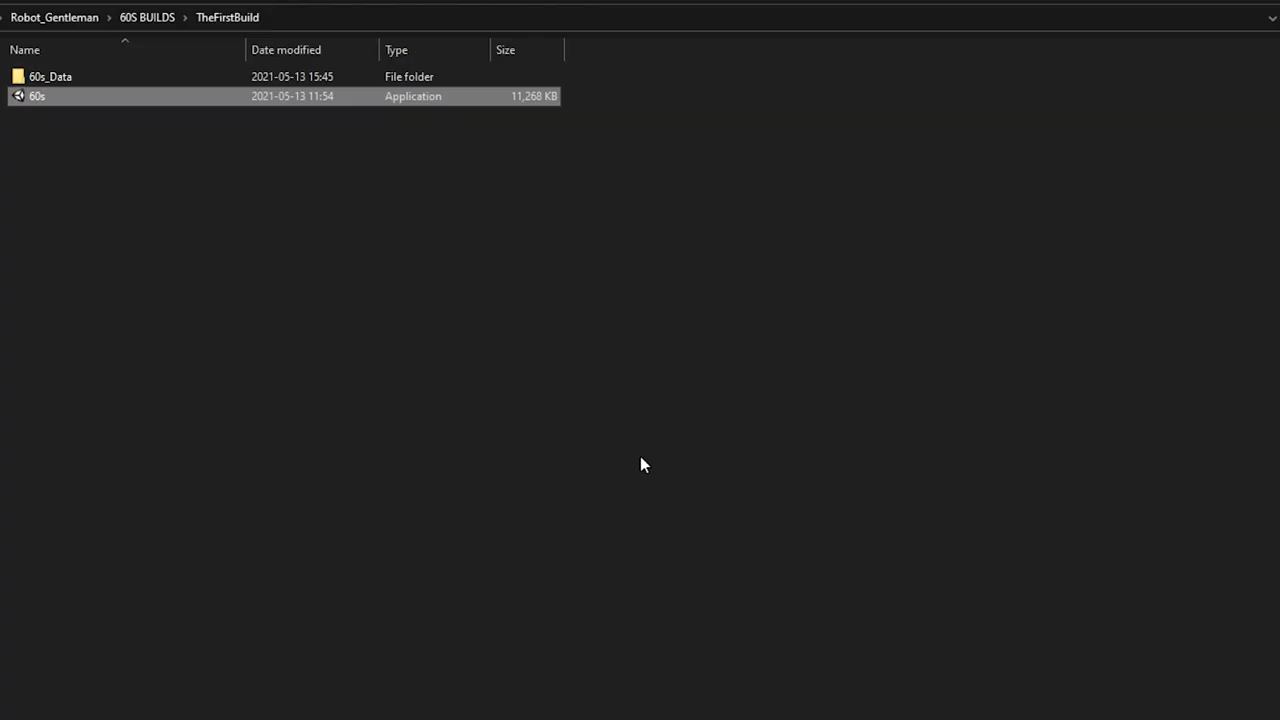 Robot_Gentleman > 60S BUILDS > TheFirstBuild
Name Date modified Type Size
60s_Data 2021-05-13 15:45 File folder
60s 2021-05-13 11:54 Application 11,268 KB